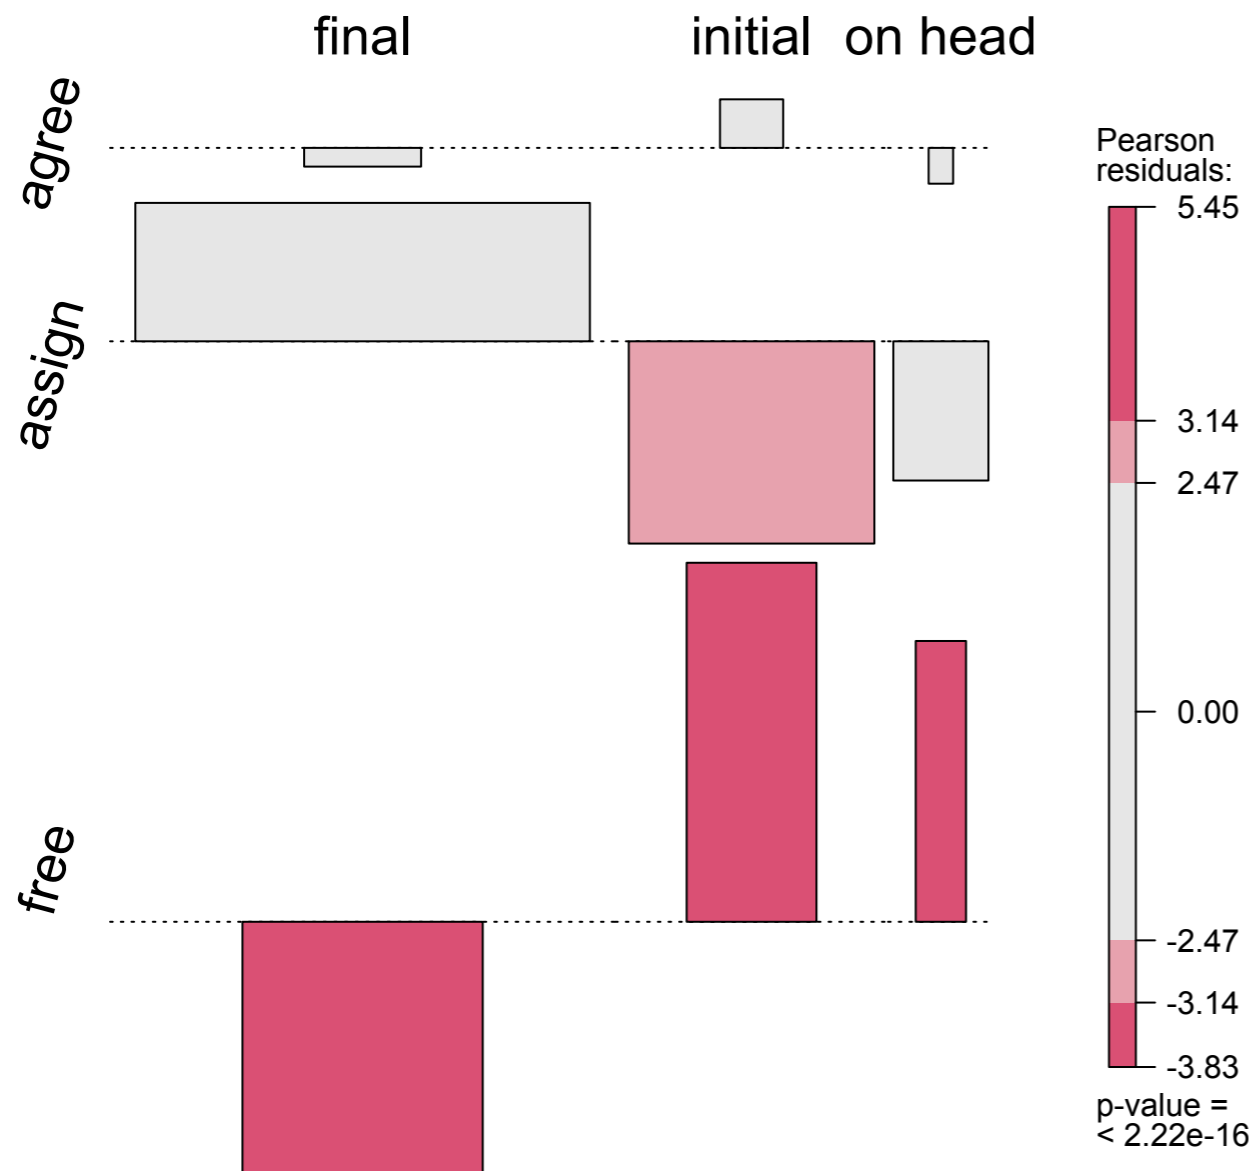 final initial on head
agree
assign
free
Pearson
residuals:
5.45
3.14
2.47
0.00
-2.47
-3.14
-3.83
p-value =
< 2.22e-16